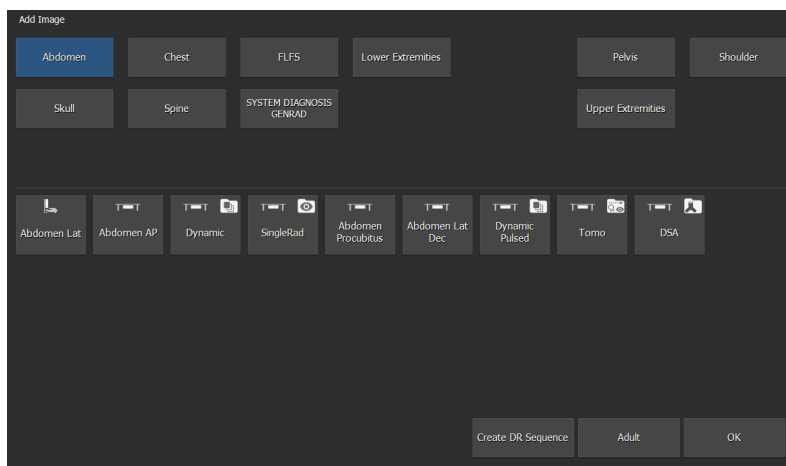 Add Image
Abdomen
Chest
FLFS
Lower Extremities
Pelvis
Shoulder
Skull
Spine
SYSTEM DIAGNOSIS
GENRAD
Upper Extremities
Abdomen Lat
Abdomen AP
Dynamic
SingleRad
Abdomen
Procubitus
Abdomen Lat
Dec
Dynamic
Pulsed
Tomo
DSA
Create DR Sequence
Adult
OK